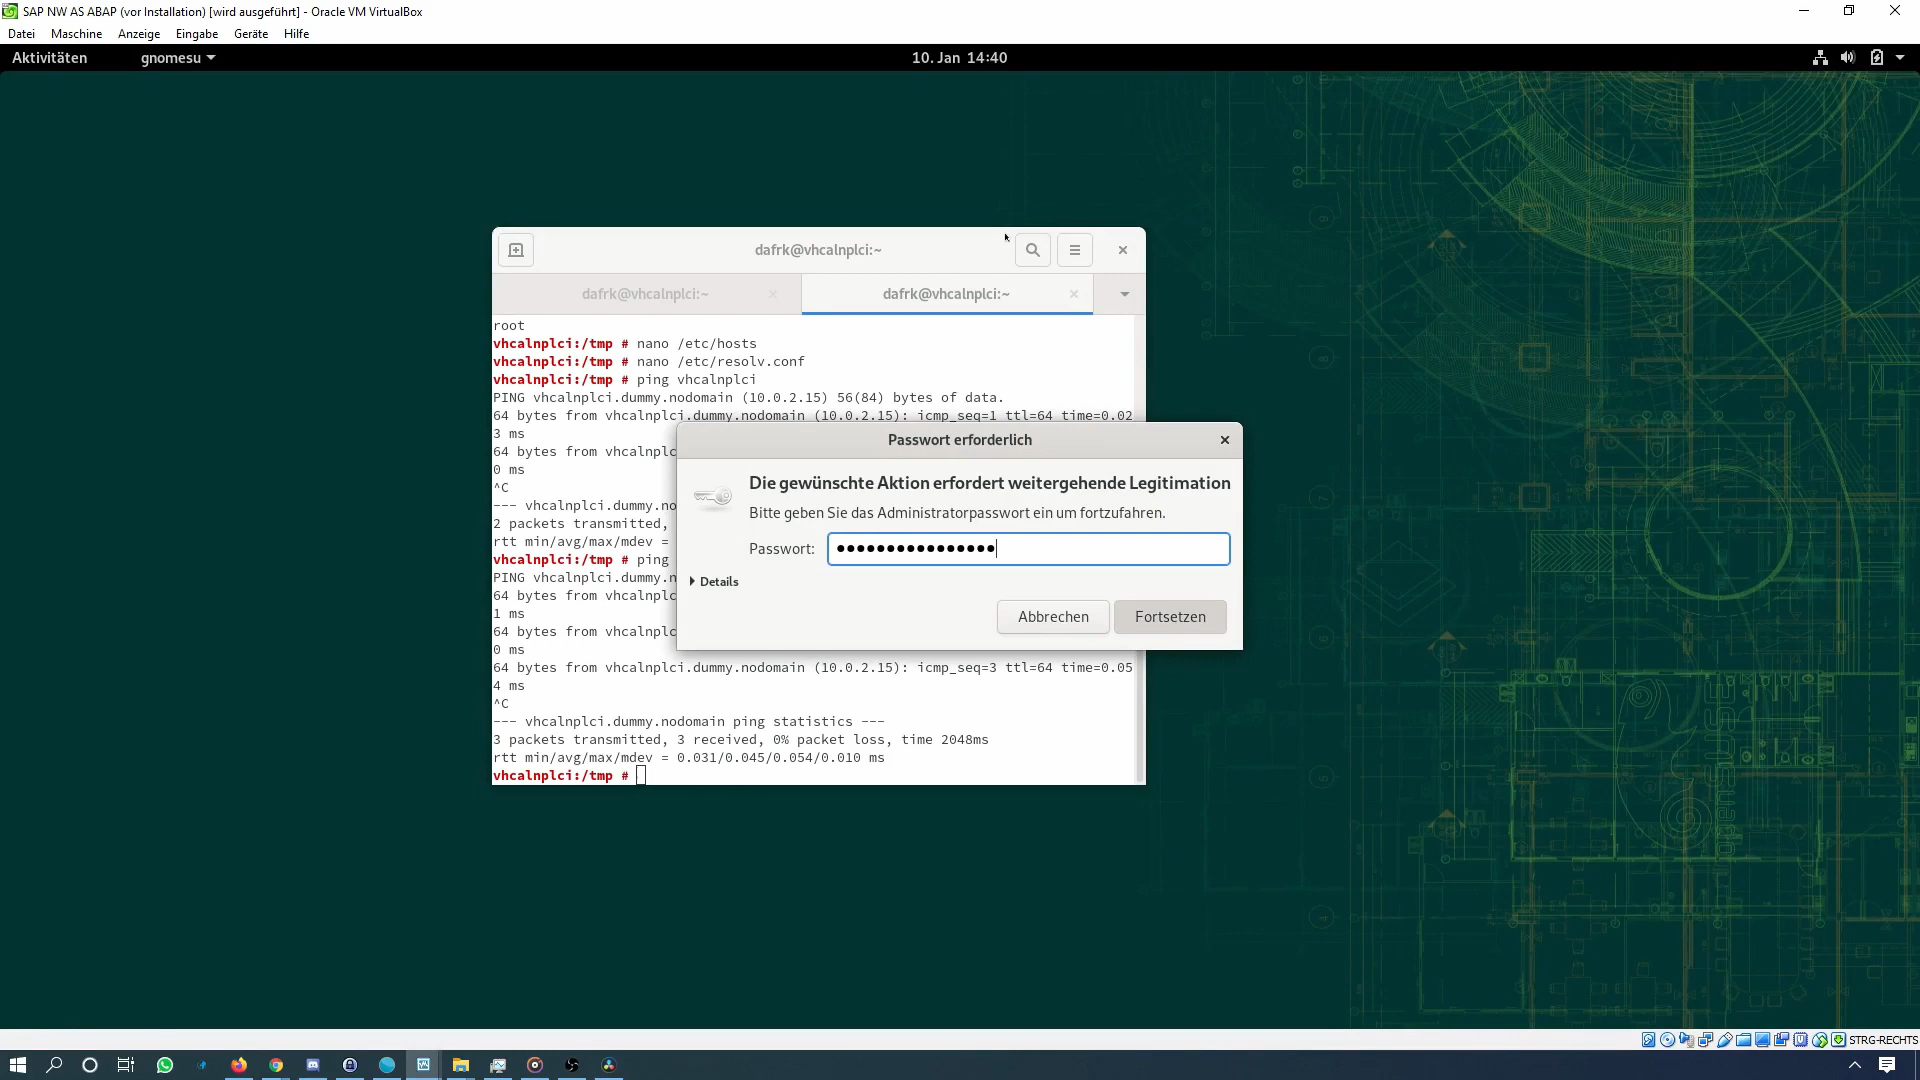 SAP NW AS ABAP (vor Installation) [wird ausgeführt] - Oracle VM VirtualBox
Datei Maschine Anzeige Eingabe Geräte Hilfe
Aktivitäten gnomesu 10. Jan 14:40
dafrk@vhcalnplci:~
dafrk@vhcalnplci:~ dafrk@vhcalnplci:~
root
vhcalnplci:/tmp # nano /etc/hosts
vhcalnplci:/tmp # nano /etc/resolv.conf
vhcalnplci:/tmp # ping vhcalnplci
PING vhcalnplci.dummy.nodomain (10.0.2.15) 56(84) bytes of data.
64 bytes from vhcalnplci.dummy.nodomain (10.0.2.15): icmp_seq=1 ttl=64 time=0.02
3 ms
64 bytes from vhcalnplc
0 ms
^C
--- vhcalnplci.dummy.no
2 packets transmitted,
rtt min/avg/max/mdev =
vhcalnplci:/tmp # ping
PING vhcalnplci.dummy.n
64 bytes from vhcalnplc
1 ms
64 bytes from vhcalnplc
0 ms
64 bytes from vhcalnplci.dummy.nodomain (10.0.2.15): icmp_seq=3 ttl=64 time=0.05
4 ms
^C
--- vhcalnplci.dummy.nodomain ping statistics ---
3 packets transmitted, 3 received, 0% packet loss, time 2048ms
rtt min/avg/max/mdev = 0.031/0.045/0.054/0.010 ms
vhcalnplci:/tmp #
Passwort erforderlich
Die gewünschte Aktion erfordert weitergehende Legitimation
Bitte geben Sie das Administratorpasswort ein um fortzufahren.
Passwort: ●●●●●●●●●●●●●●●●
Details
Abbrechen Fortsetzen
STRG-RECHTS